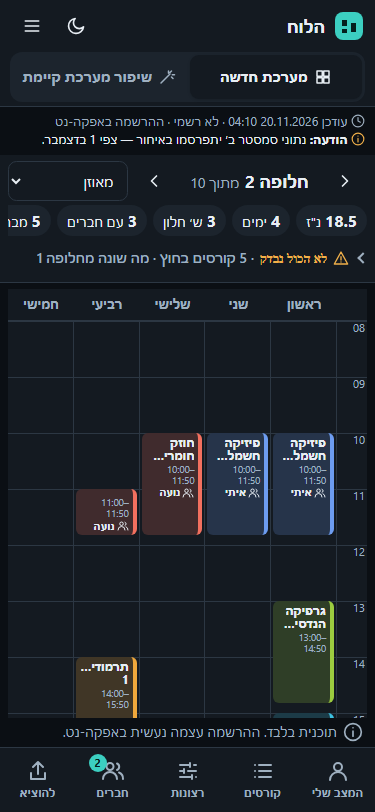 הלוח
מערכת חדשה
שיפור מערכת קיימת
עודכן 20.11.2026 04:10 · לא רשמי · ההרשמה באפקה-נט
הודעה: נתוני סמסטר ב׳ יתפרסמו באיחור — צפי 1 בדצמבר.
חלופה 2 מתוך 10
מאוזן
18.5 נ"ז
4 ימים
3 ש׳ חלון
3 עם חברים
5 מבח
לא הכול נבדק · 5 קורסים בחוץ · מה שונה מחלופה 1
ראשון שני שלישי רביעי חמישי
08
09
10
פיזיקה
חשמל...
10:00–
11:50
איתי
פיזיקה
חשמל...
10:00–
11:50
איתי
חוזק
חומרי...
10:00–
11:50
נועה
11
11:00–
11:50
נועה
12
13
גרפיקה
הנדסי...
13:00–
14:50
14
תרמודי...
1
14:00–
15:50
תוכנית בלבד. ההרשמה עצמה נעשית באפקה-נט.
המצב שלי
קורסים
רצונות
חברים
2
להוציא